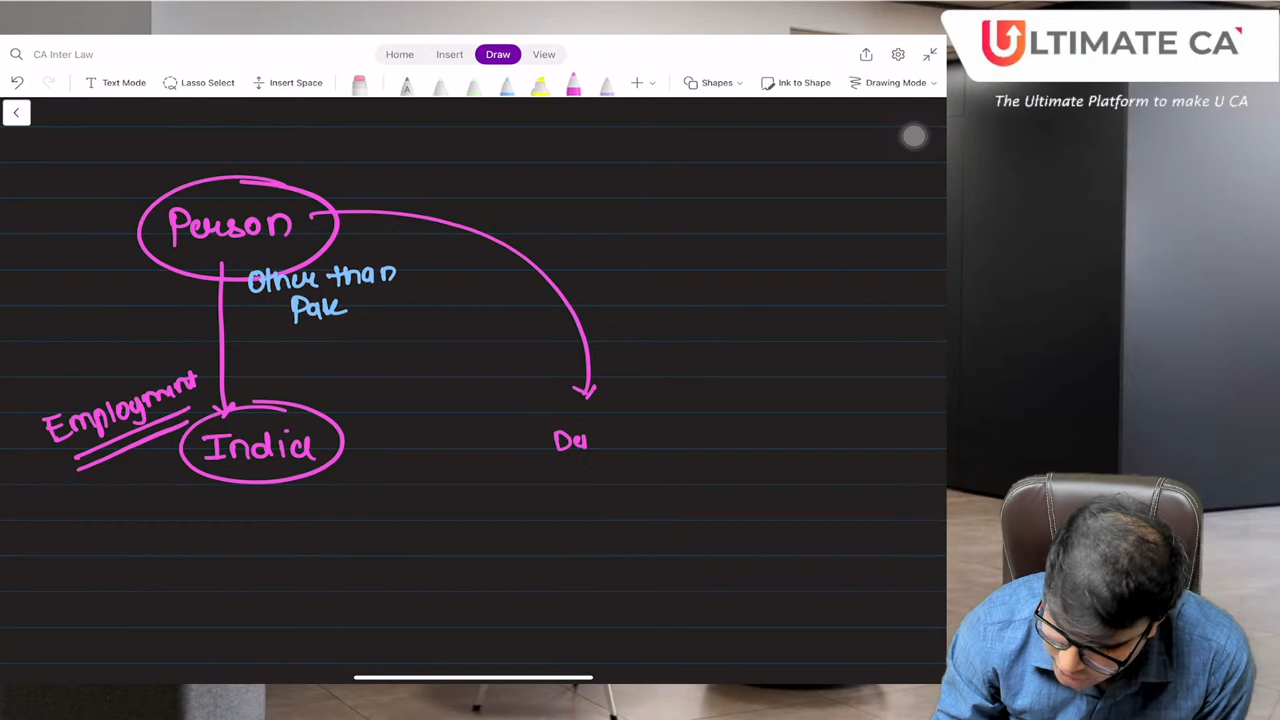 ULTIMATE CA
The Ultimate Platform to make U CA
CA Inter Law
Home Insert Draw View
Text Mode Lasso Select Insert Space Shapes Ink to Shape Drawing Mode
Person
Other than
Pak
Employment
India
De